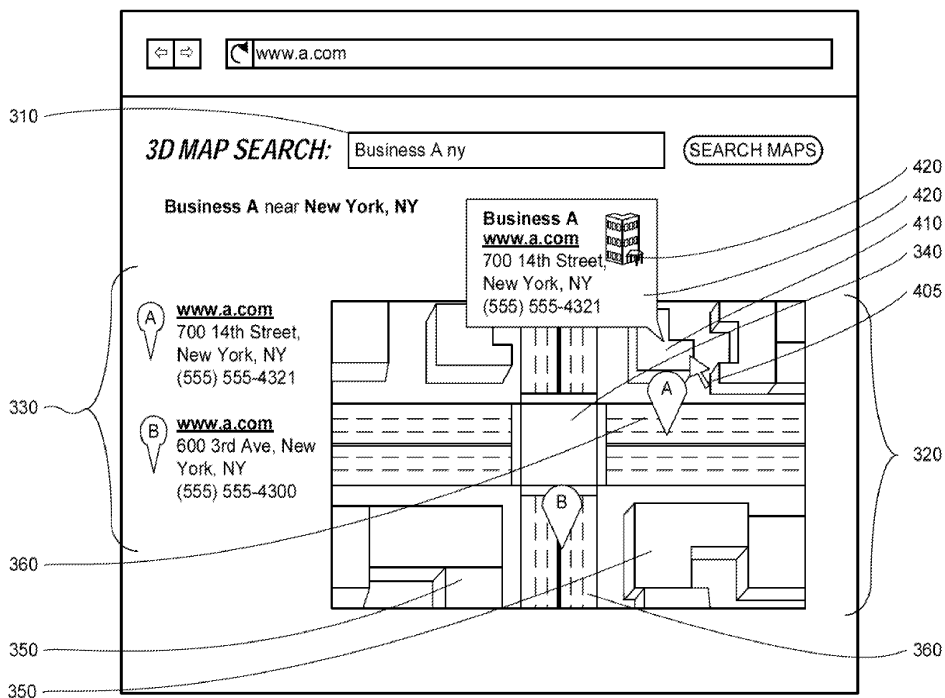 www.a.com
310
3D MAP SEARCH:
Business A ny
SEARCH MAPS
420
420
410
340
405
Business A near New York, NY
Business A
www.a.com
700 14th Street,
New York, NY
(555) 555-4321
A
www.a.com
700 14th Street,
New York, NY
(555) 555-4321
330
B
www.a.com
600 3rd Ave, New
York, NY
(555) 555-4300
A
B
320
360
350
350
360